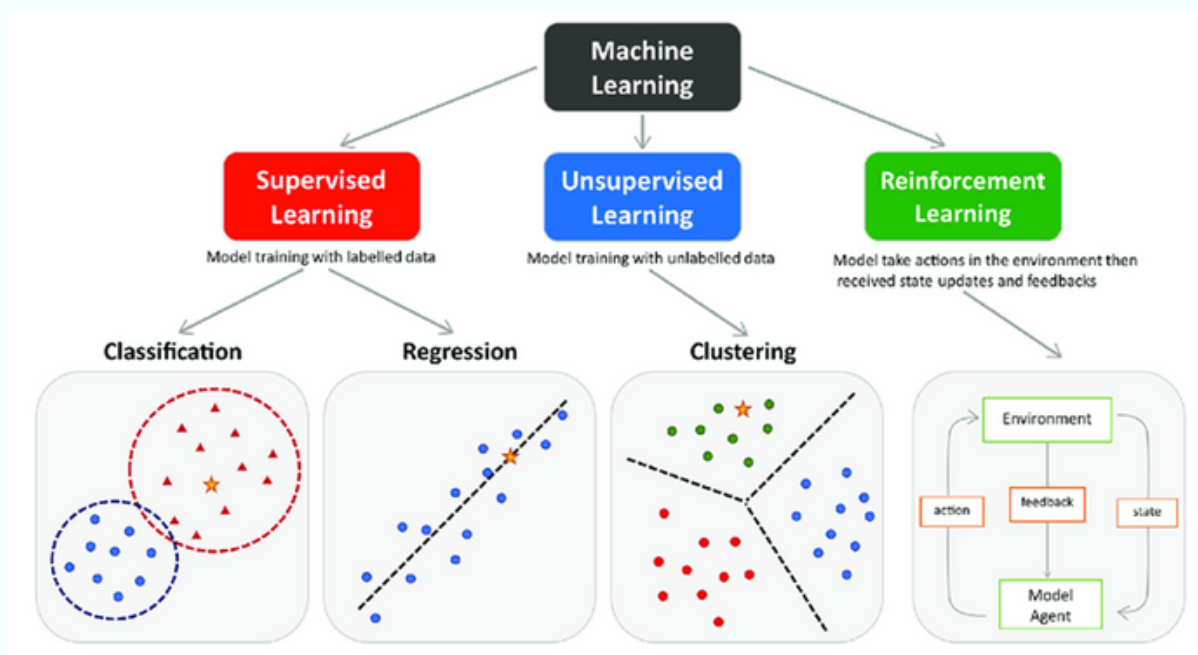 Machine
Learning
Supervised
Learning
Unsupervised
Learning
Reinforcement
Learning
Model training with labelled data
Model training with unlabelled data
Model take actions in the environment then
received state updates and feedbacks
Classification
Regression
Clustering
Environment
action
feedback
state
Model
Agent